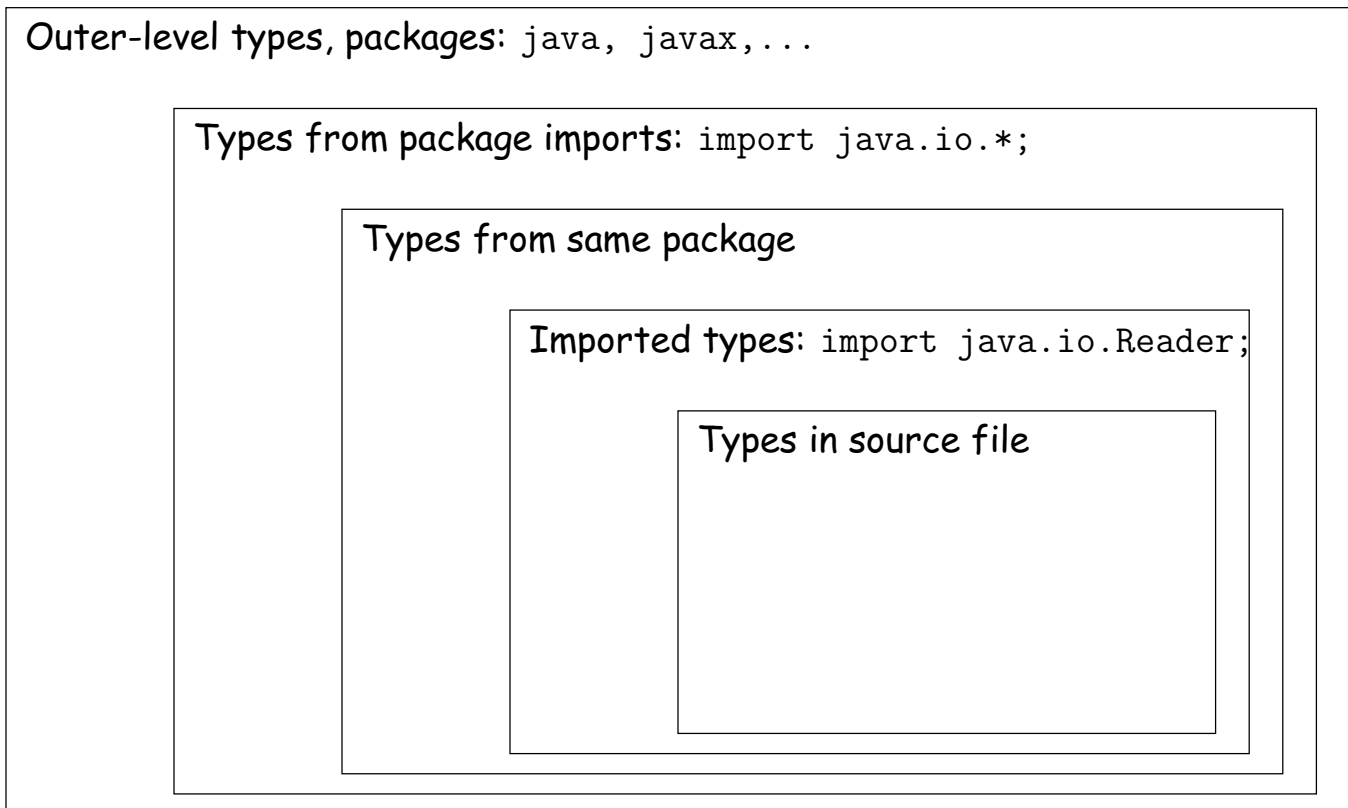 Outer-level types, packages: java, javax,...
Types from package imports: import java.io.*;
Types from same package
Imported types: import java.io.Reader;
Types in source file